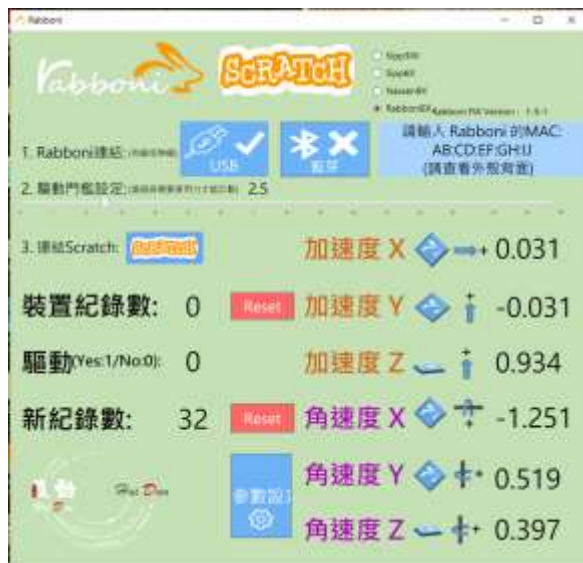 Rabboni
rabboni
SCRATCH
1. Rabboni連結:
USB
藍芽
請輸入 Rabboni 的MAC:
AB:CD:EF:GH:IJ
(請查看外殼背面)
2. 驅動門檻設定:
2.5
3. 連結Scratch:
SCRATCH
加速度 X + 0.031
裝置紀錄數: 0 Reset 加速度 Y + -0.031
驅動(Yes:1/No:0): 0 加速度 Z + 0.934
新紀錄數: 32 Reset 角速度 X + -1.251
參數設定
角速度 Y + 0.519
角速度 Z + 0.397